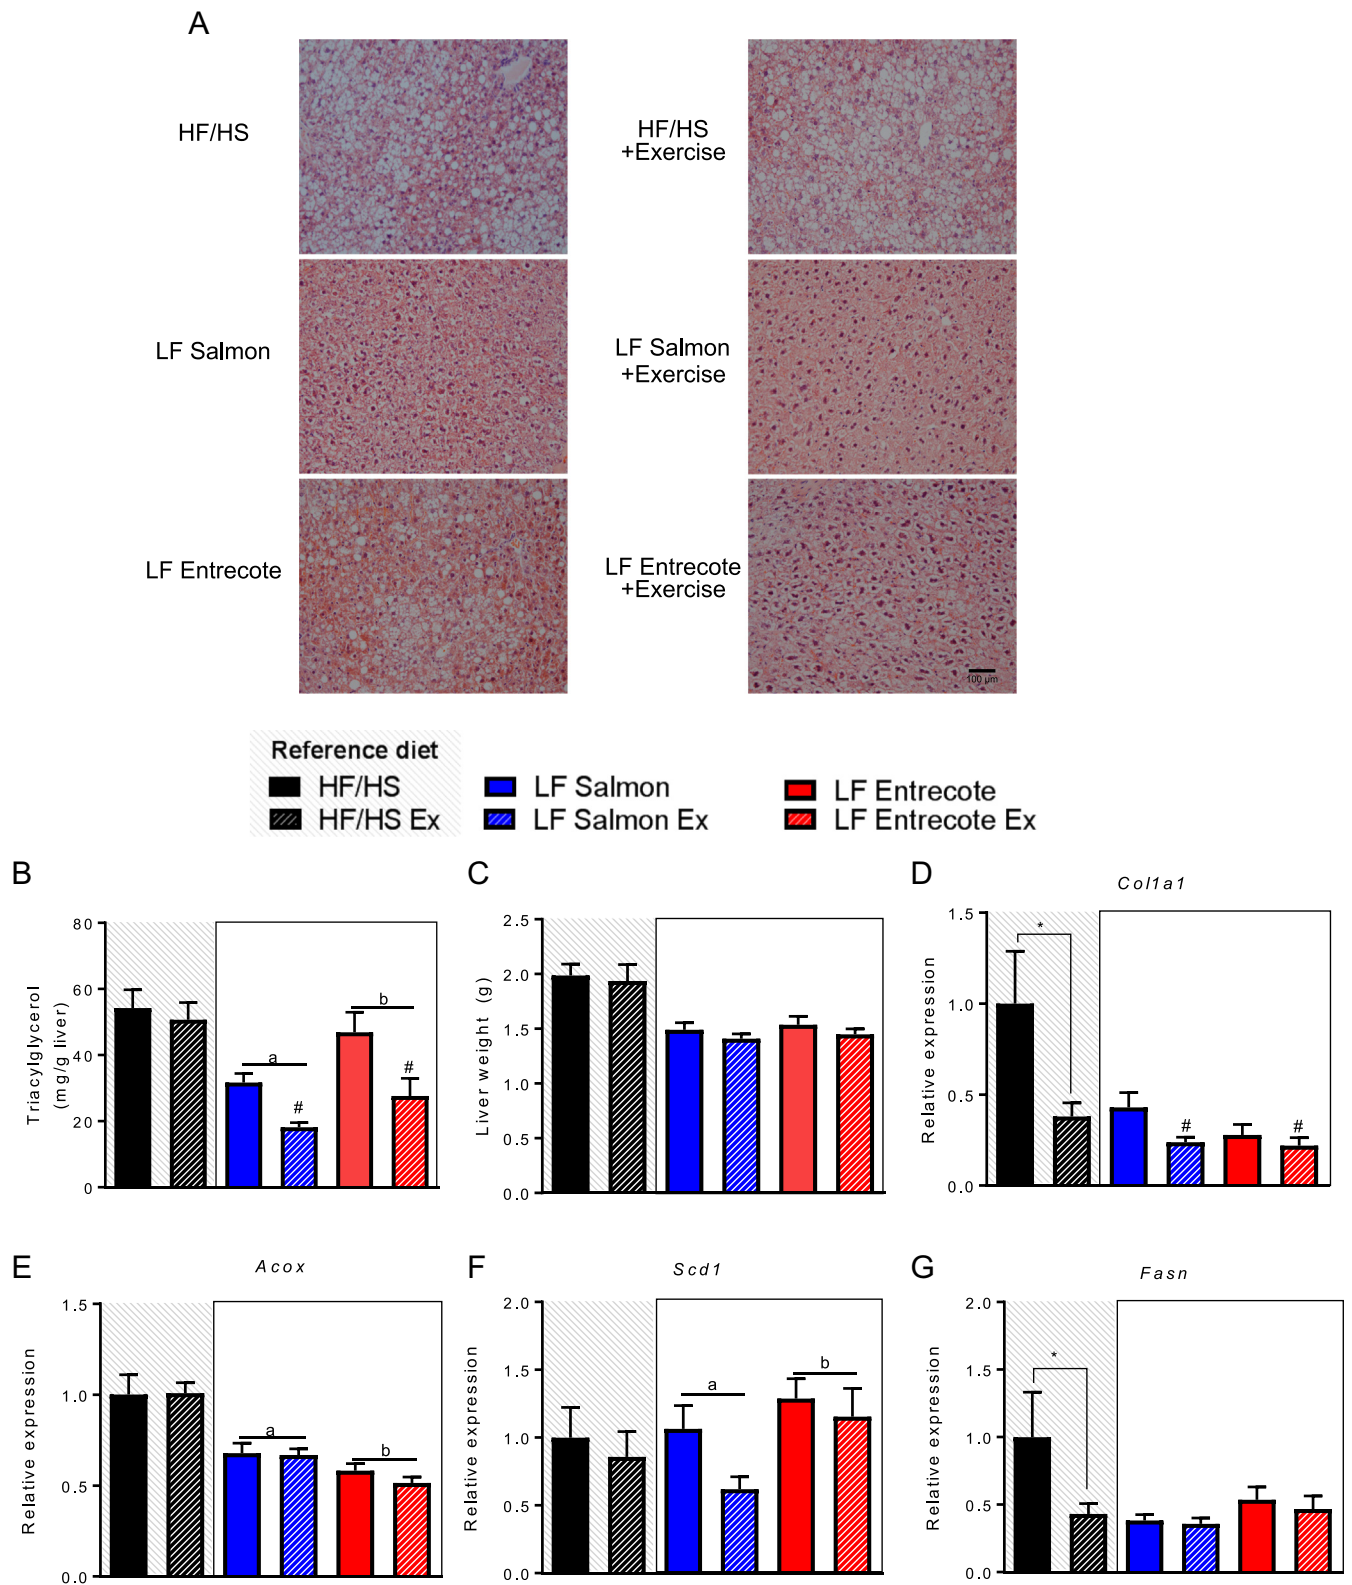 A
HF/HS
HF/HS
+Exercise
LF Salmon
LF Salmon
+Exercise
LF Entrecote
LF Entrecote
+Exercise
100 µm
Reference diet
HF/HS
HF/HS Ex
LF Salmon
LF Salmon Ex
LF Entrecote
LF Entrecote Ex
B
Triacylglycerol
(mg/g liver)
80
60
40
20
0
a
#
b
#
C
Liver weight (g)
2.5
2.0
1.5
1.0
0.5
0.0
D
Col1a1
Relative expression
1.5
1.0
0.5
0.0
*
#
#
E
Acox
Relative expression
1.5
1.0
0.5
0.0
a
b
F
Scd1
Relative expression
2.0
1.5
1.0
0.5
0.0
a
b
G
Fasn
Relative expression
2.0
1.5
1.0
0.5
0.0
*